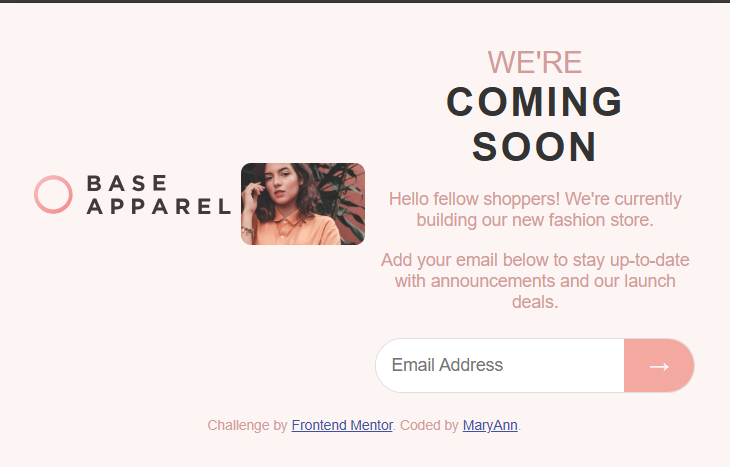 BASE
APPAREL
WE'RE
COMING
SOON
Hello fellow shoppers! We're currently
building our new fashion store.
Add your email below to stay up-to-date
with announcements and our launch
deals.
Email Address →
Challenge by Frontend Mentor. Coded by MaryAnn.